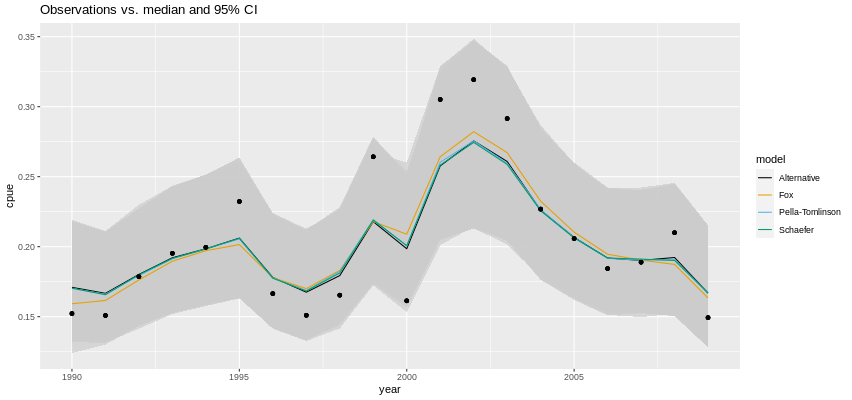 Observations vs. median and 95% CI
cpue
0.35
0.30
0.25
0.20
0.15
1990
1995
2000
2005
year
model
Alternative
Fox
Pella-Tomlinson
Schaefer